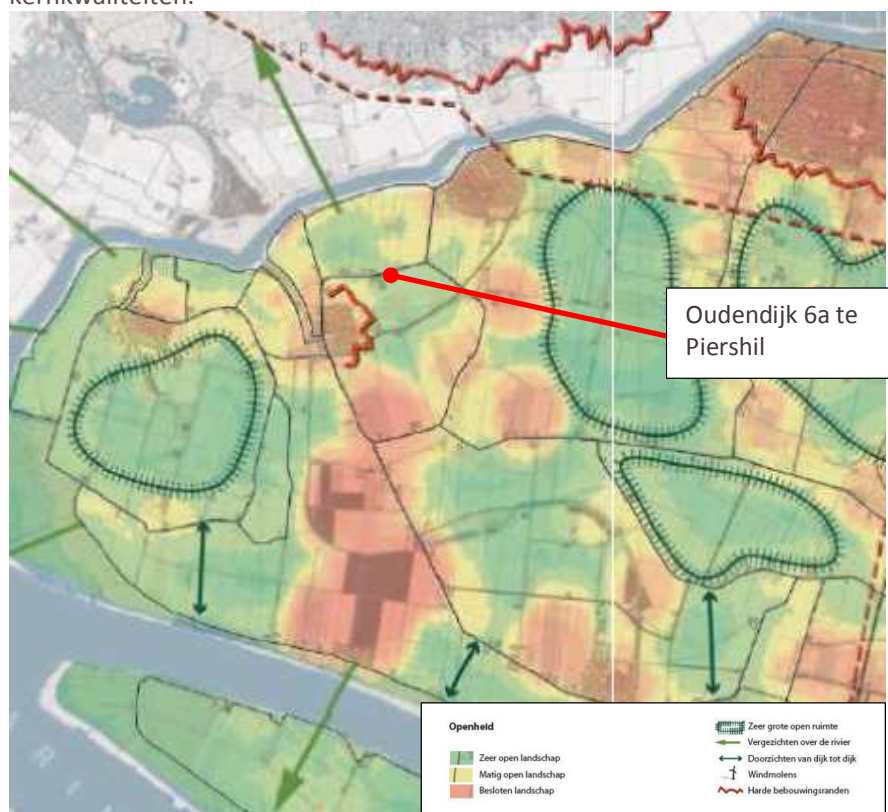 kernkwaliteiten.
Oudendijk 6a te
Piershil
Openheid
Zeer open landschap
Matig open landschap
Besloten landschap
Zeer grote open ruimte
Vergezichten over de rivier
Doorzichten van dijk tot dijk
Windmolens
Harde bebouwingsranden